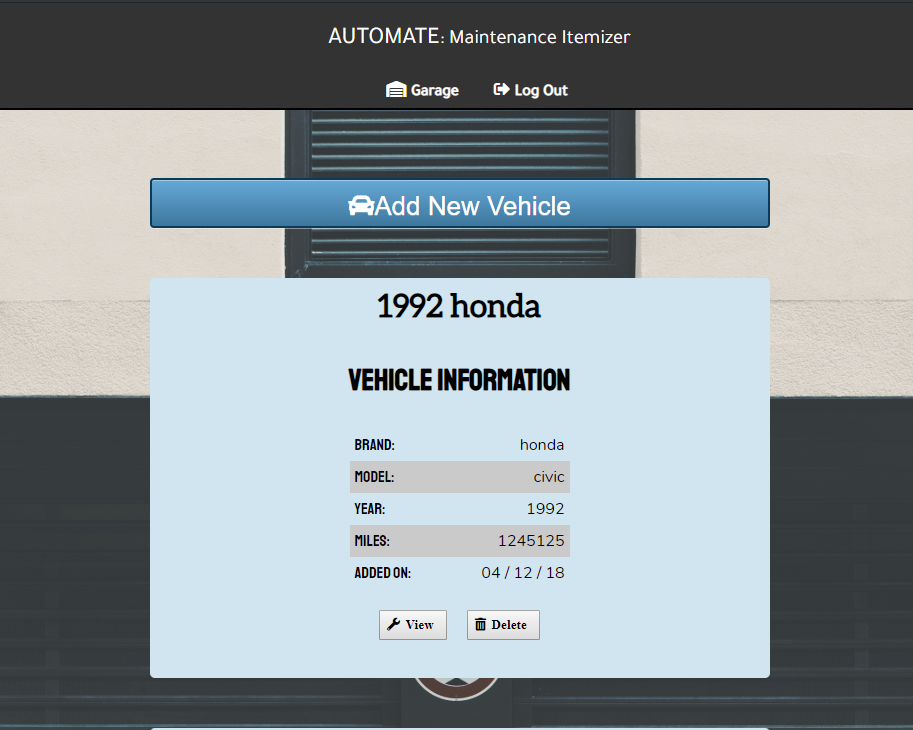 AUTOMATE: Maintenance Itemizer
Garage Log Out
Add New Vehicle
1992 honda
VEHICLE INFORMATION
BRAND: honda
MODEL: civic
YEAR: 1992
MILES: 1245125
ADDED ON: 04 / 12 / 18
View Delete